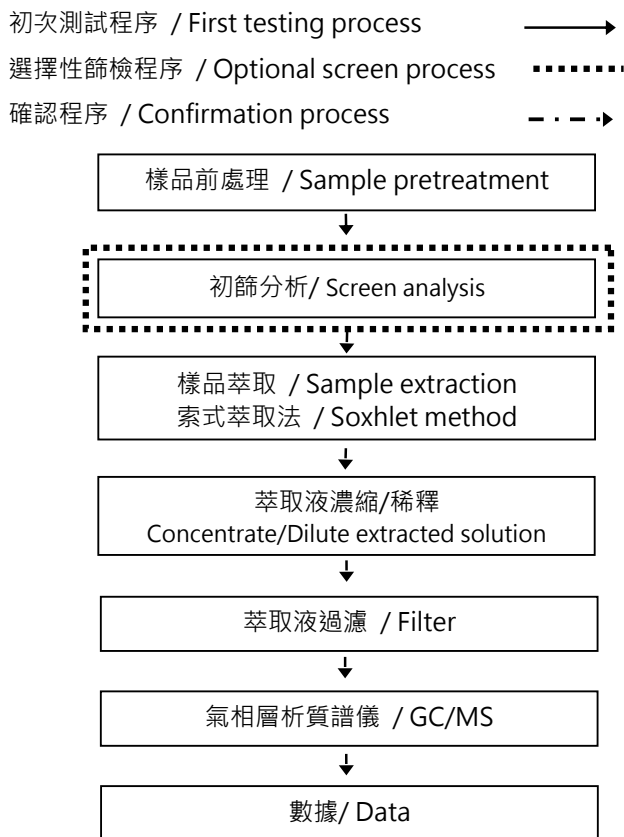 初次測試程序 / First testing process
選擇性篩檢程序 / Optional screen process
確認程序 / Confirmation process
樣品前處理 / Sample pretreatment
初篩分析/ Screen analysis
樣品萃取 / Sample extraction
索式萃取法 / Soxhlet method
萃取液濃縮/稀釋
Concentrate/Dilute extracted solution
萃取液過濾 / Filter
氣相層析質譜儀 / GC/MS
數據/ Data